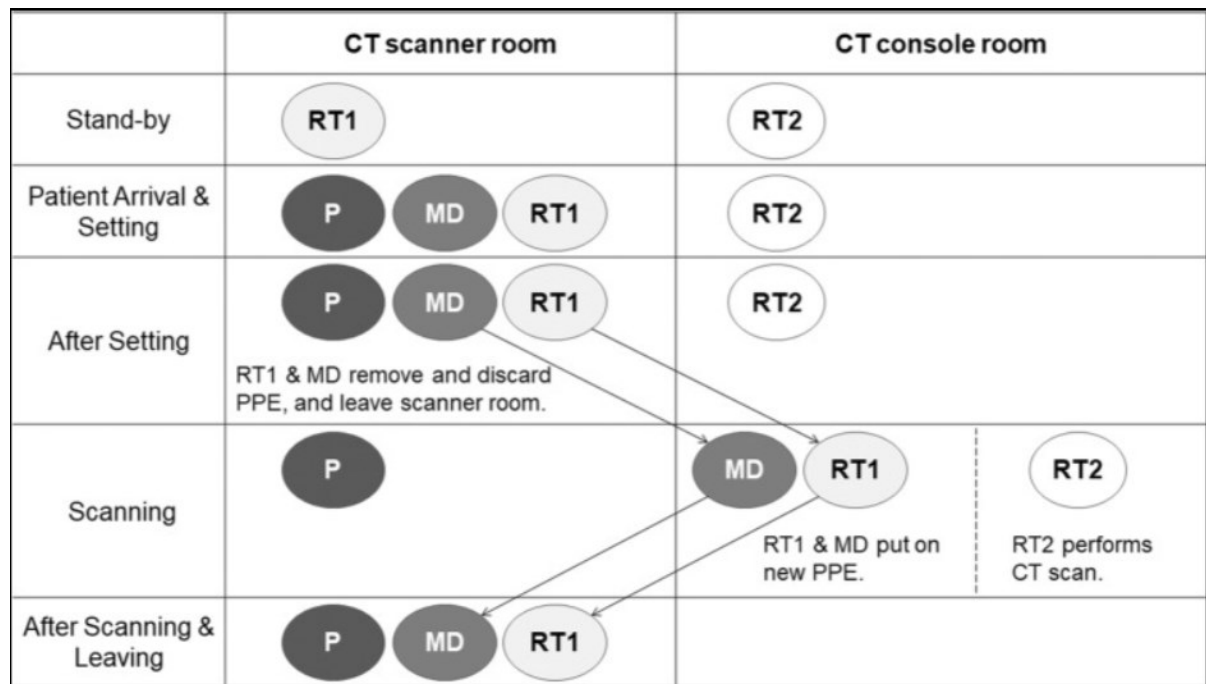 CT scanner room
CT console room
Stand-by
RT1
RT2
Patient Arrival &
Setting
P
MD
RT1
RT2
After Setting
P
MD
RT1
RT2
RT1 & MD remove and discard
PPE, and leave scanner room.
Scanning
P
MD
RT1
RT2
RT1 & MD put on
new PPE.
RT2 performs
CT scan.
After Scanning &
Leaving
P
MD
RT1